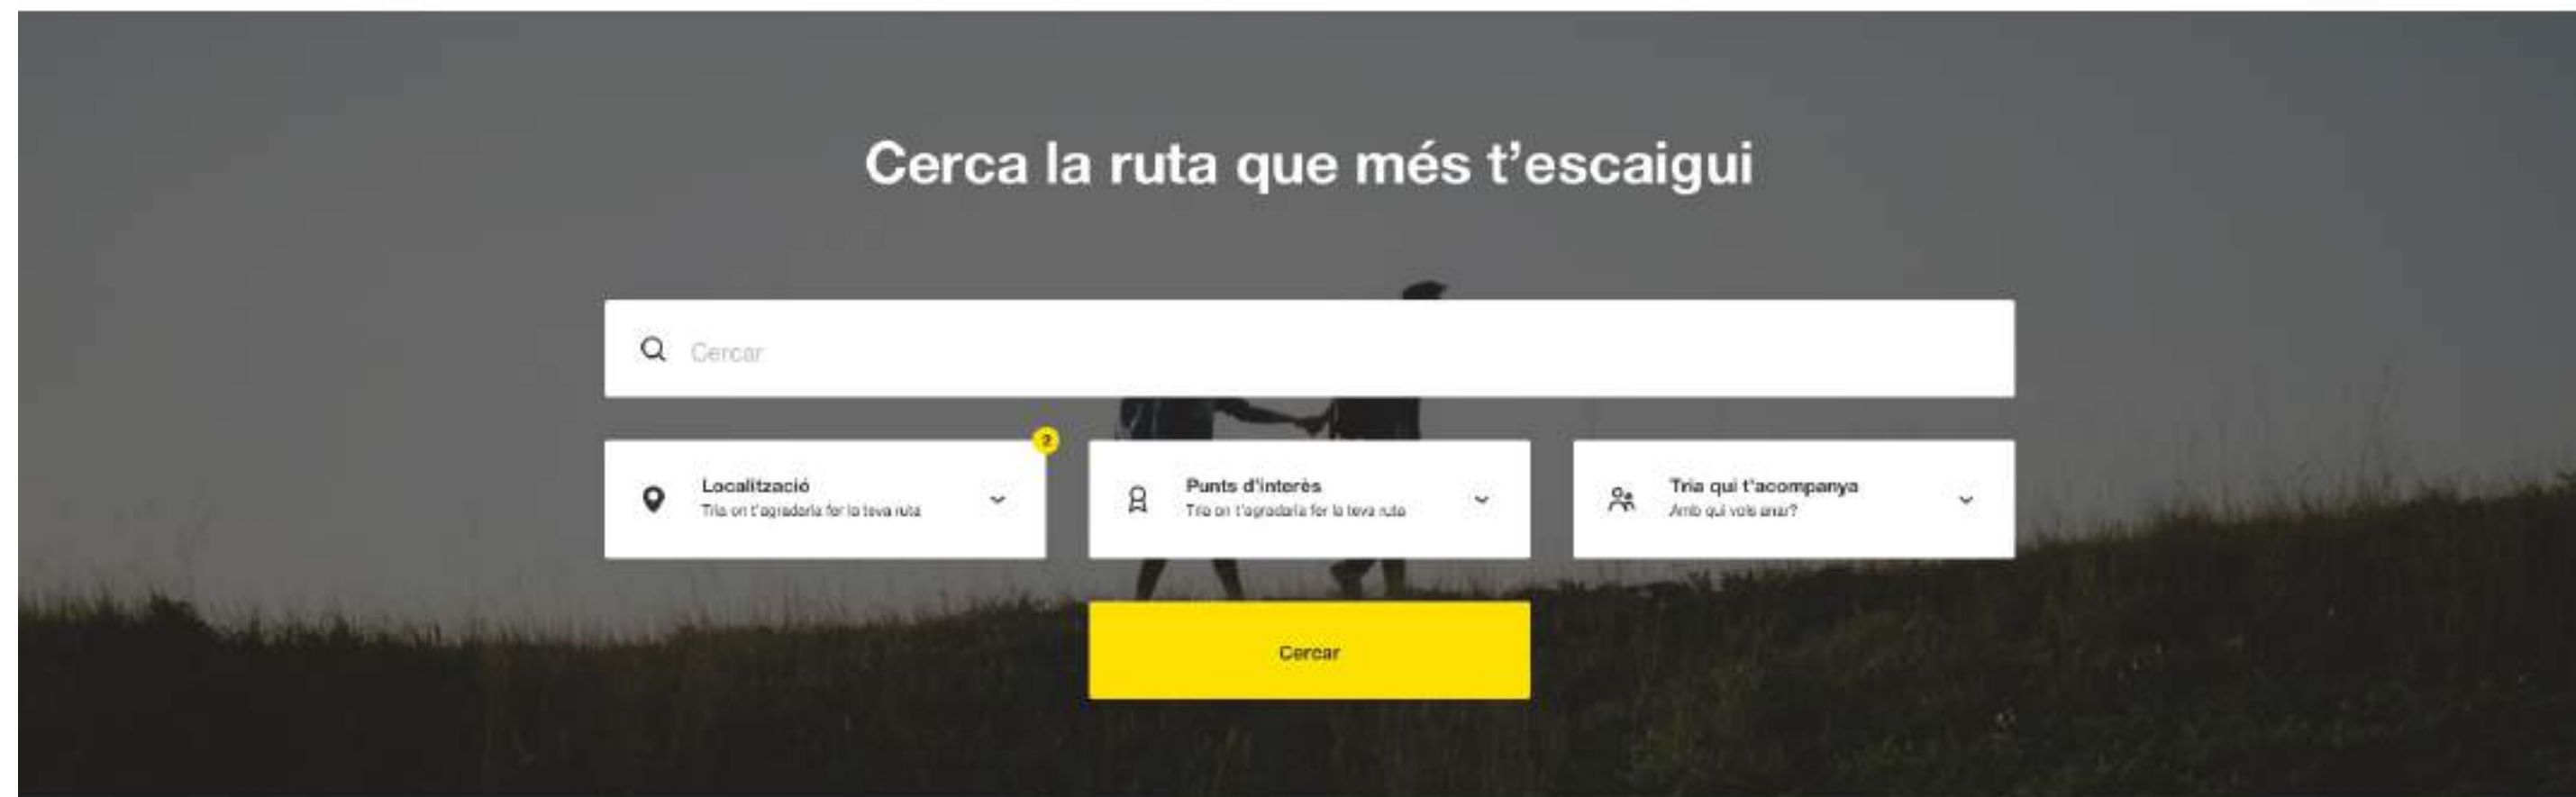 Cerca la ruta que més t’escaigui
Cercar
2
Localització
Tria on t'agradaria fer la teva ruta
Punts d'interès
Tria on t'agradaria fer la teva ruta
Tria qui t'acompanya
Amb qui vols anar?
Cercar